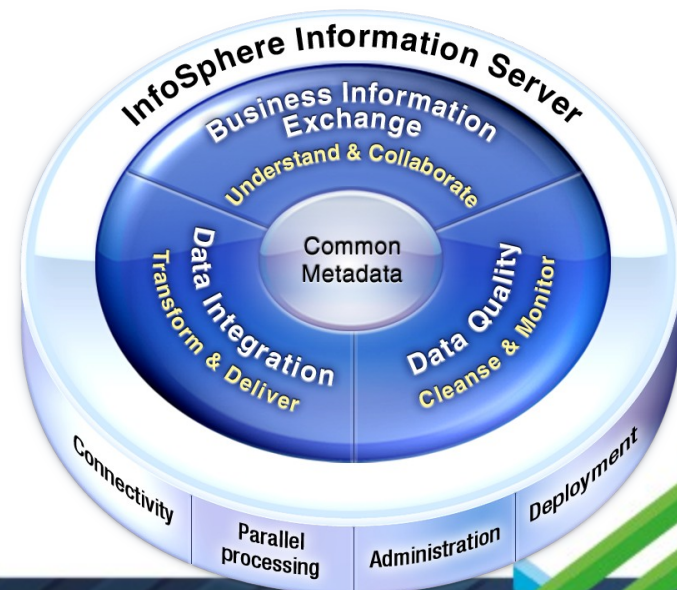 InfoSphere Information Server
Business Information
Exchange
Understand & Collaborate
Common
Metadata
Data Integration
Transform & Deliver
Data Quality
Cleanse & Monitor
Connectivity
Parallel
processing
Administration
Deployment